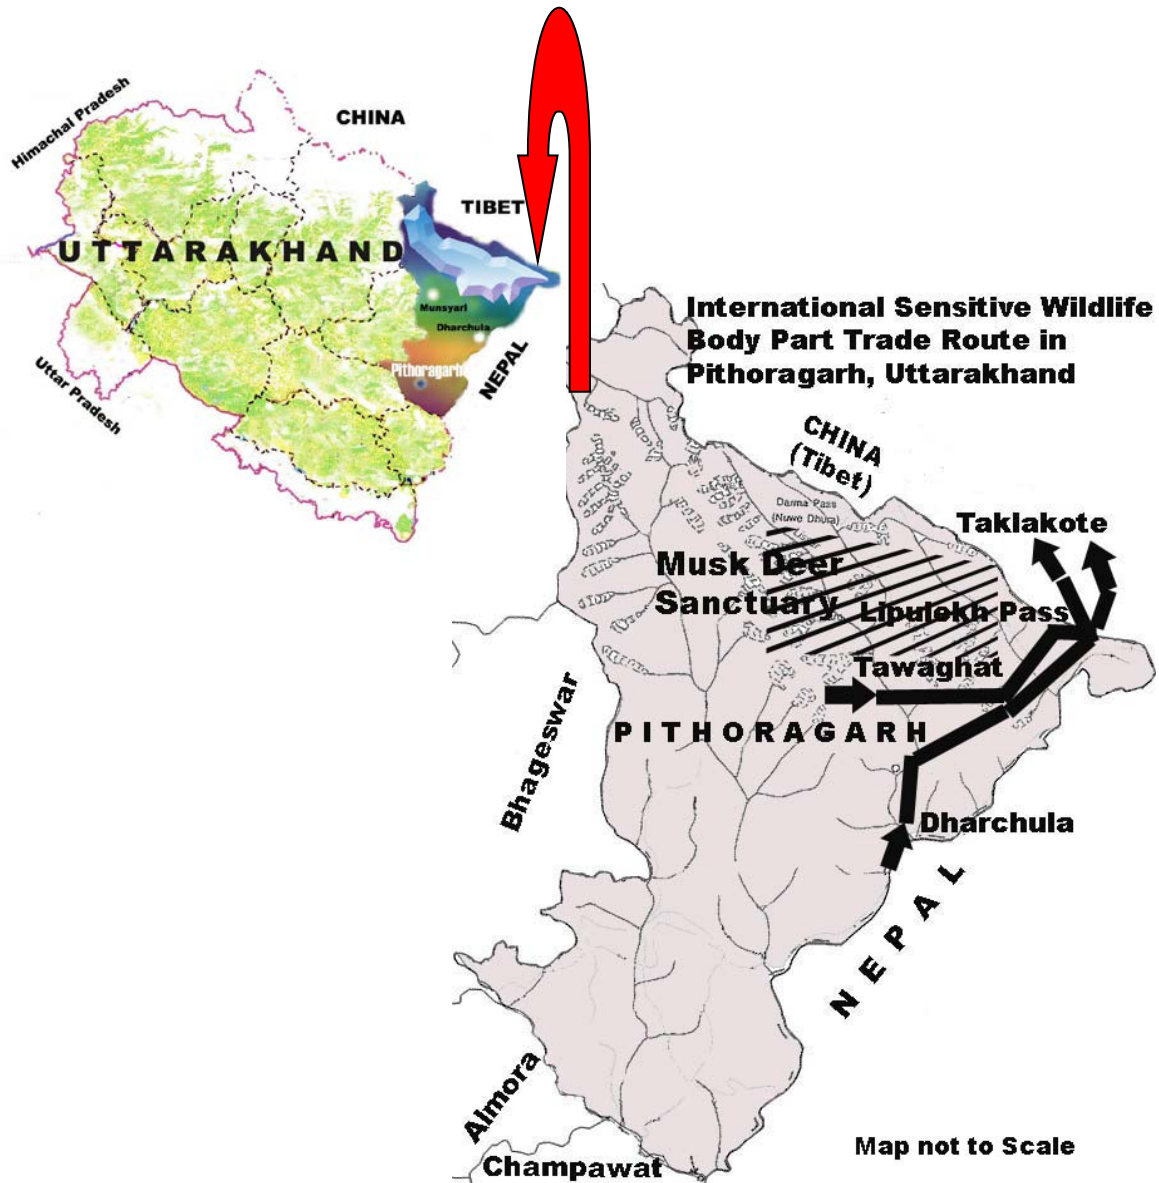 Himachal Pradesh
CHINA
TIBET
UTTARAKHAND
Munsyari
Dharchula
Pithoragarh
NEPAL
Uttar Pradesh
International Sensitive Wildlife
Body Part Trade Route in
Pithoragarh, Uttarakhand
CHINA
(Tibet)
Darma Pass
(Nuwe Dhura)
Taklakote
Musk Deer
Sanctuary
Lipulekh Pass
Tawaghat
PITHORAGARH
Bhageswar
Dharchula
NEPAL
Almora
Champawat
Map not to Scale